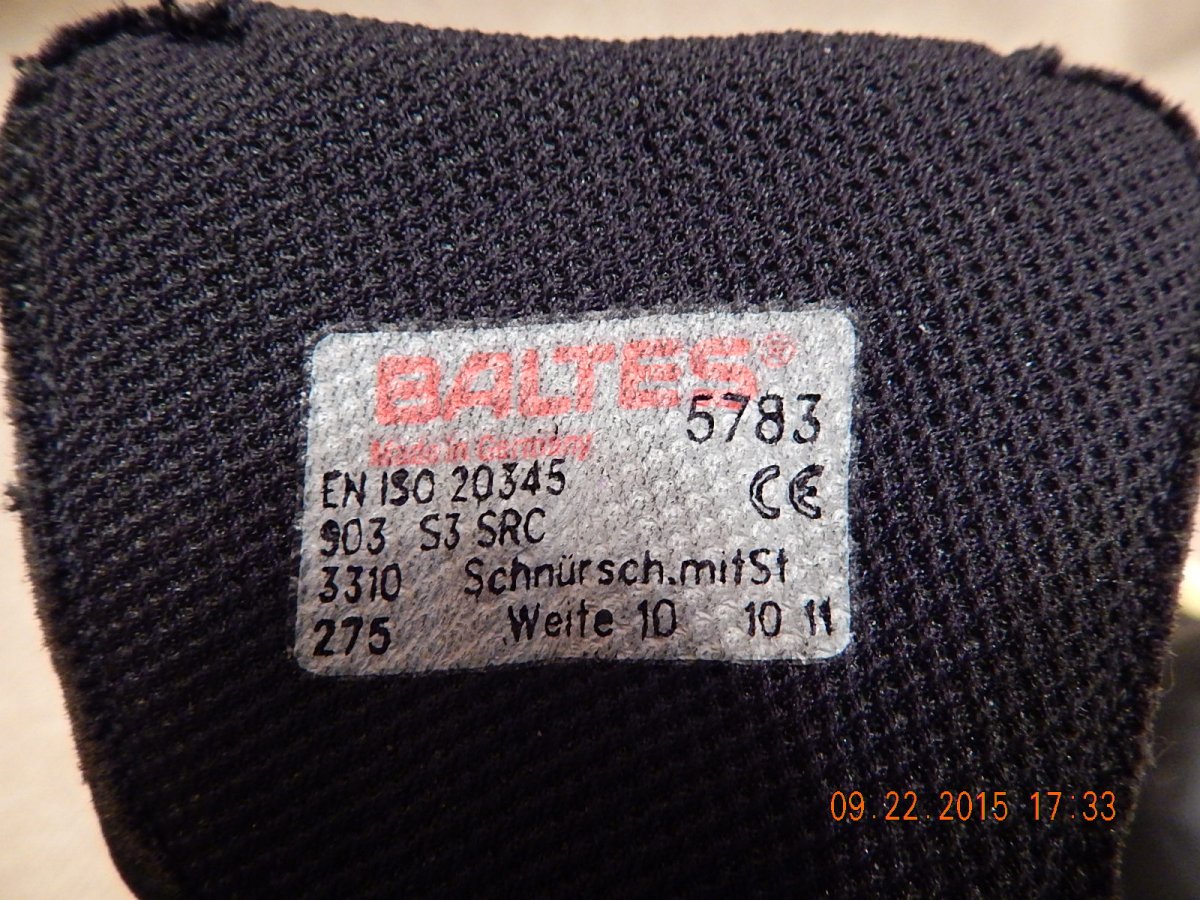 BALTES®
5783
Made in Germany
EN ISO 20345
CE
903 S3 SRC
3310 Schnürsch.mitSt
275 Weite 10 10 11
09.22.2015 17:33